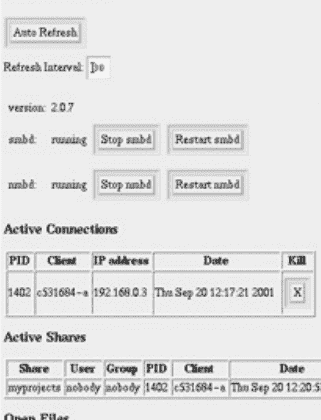 Auto Refresh
Refresh Interval: 30
version: 2.0.7
smbd: running Stop smbd Restart smbd
nmbd: running Stop nmbd Restart nmbd
Active Connections
PID Client IP address Date Kill
1402 c531684-a 192.168.0.3 Thu Sep 20 12:17:21 2001 X
Active Shares
Share User Group PID Client Date
myprojects nobody nobody 1402 c531684-a Thu Sep 20 12:20:5
Open Files